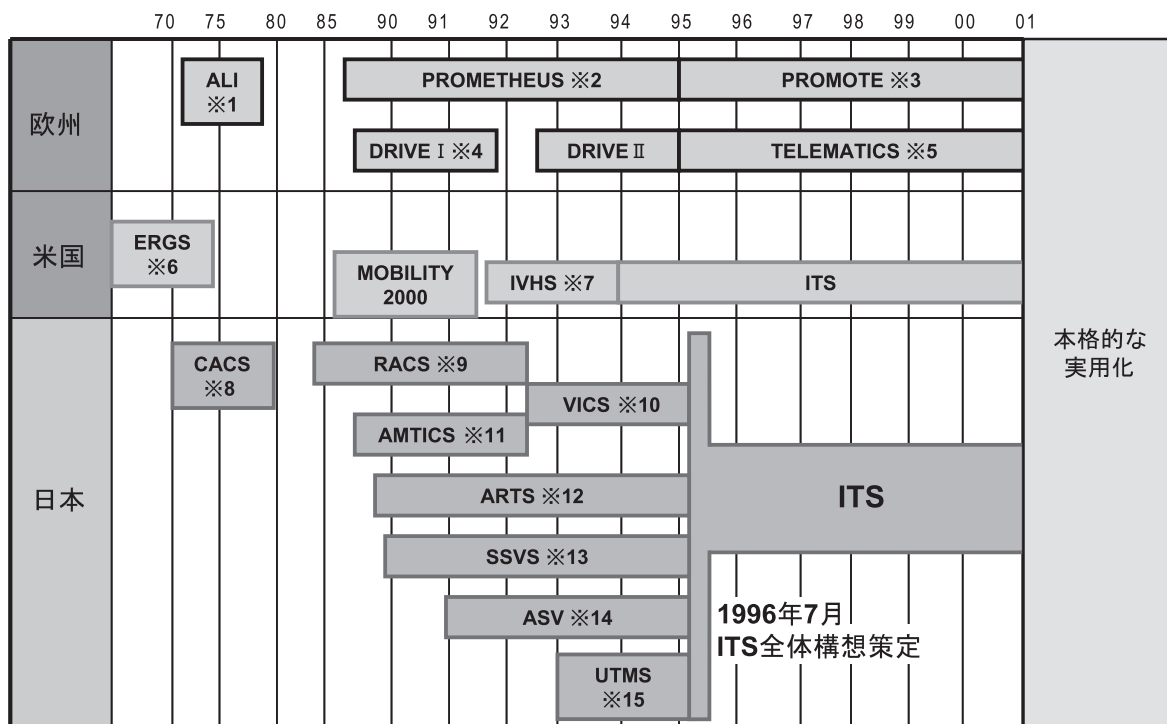 70 75 80 85 90 91 92 93 94 95 96 97 98 99 00 01
欧州
ALI
※1
PROMETHEUS ※2
PROMOTE ※3
DRIVE Ⅰ ※4
DRIVE Ⅱ
TELEMATICS ※5
米国
ERGS
※6
MOBILITY
2000
IVHS ※7
ITS
日本
CACS
※8
RACS ※9
VICS ※10
AMTICS ※11
ARTS ※12
SSVS ※13
ASV ※14
UTMS
※15
ITS
1996年7月
ITS全体構想策定
本格的な
実用化